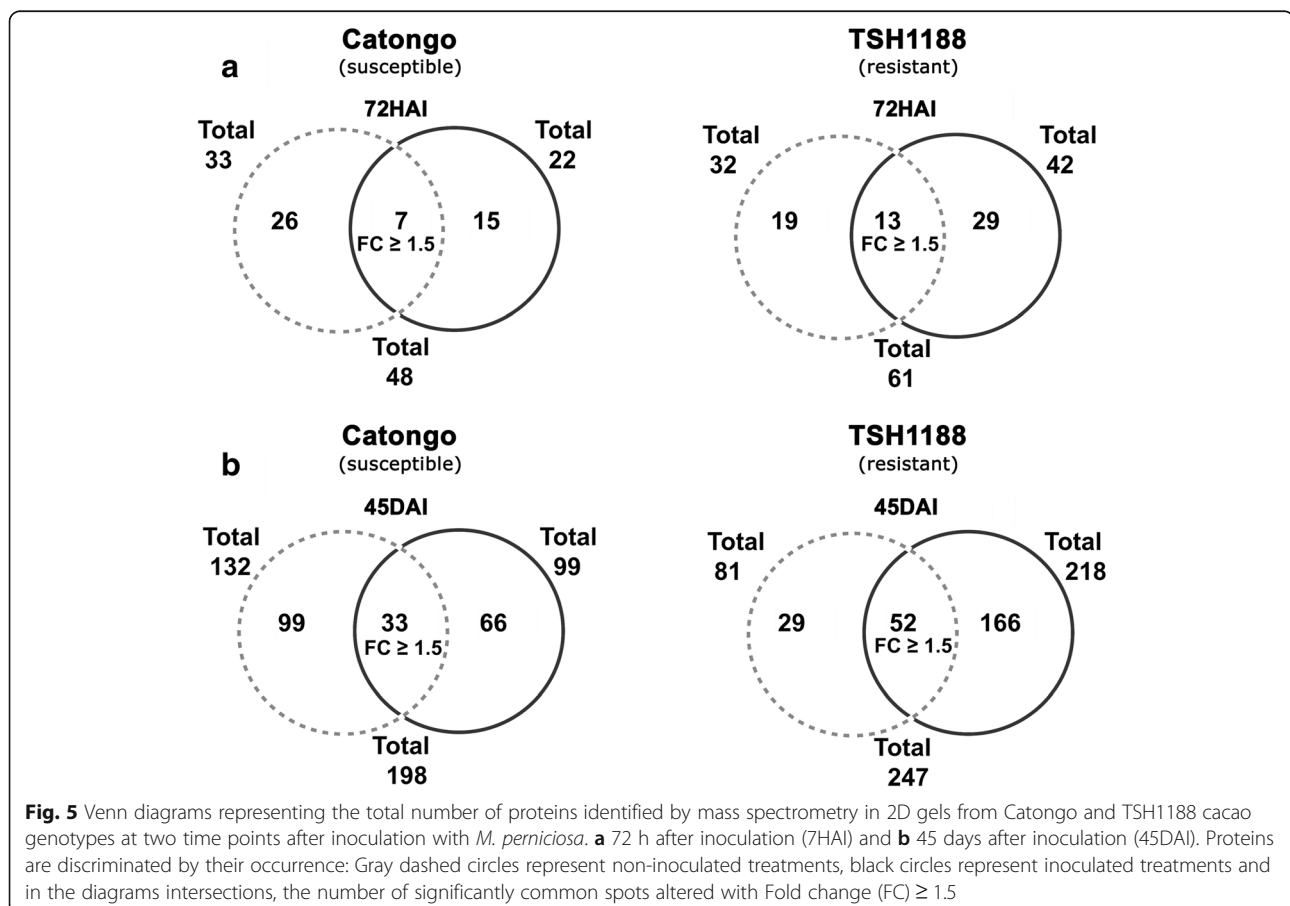 Catongo
(susceptible)
TSH1188
(resistant)
a
72HAI
72HAI
Total
33
Total
22
Total
32
Total
42
26
7
15
FC ≥ 1.5
19
13
29
FC ≥ 1.5
Total
48
Total
61
Catongo
(susceptible)
TSH1188
(resistant)
b
45DAI
45DAI
Total
132
Total
99
Total
81
Total
218
99
33
66
FC ≥ 1.5
29
52
166
FC ≥ 1.5
Total
198
Total
247
Fig. 5 Venn diagrams representing the total number of proteins identified by mass spectrometry in 2D gels from Catongo and TSH1188 cacao
genotypes at two time points after inoculation with M. perniciosa. a 72 h after inoculation (7HAI) and b 45 days after inoculation (45DAI). Proteins
are discriminated by their occurrence: Gray dashed circles represent non-inoculated treatments, black circles represent inoculated treatments and
in the diagrams intersections, the number of significantly common spots altered with Fold change (FC) ≥ 1.5